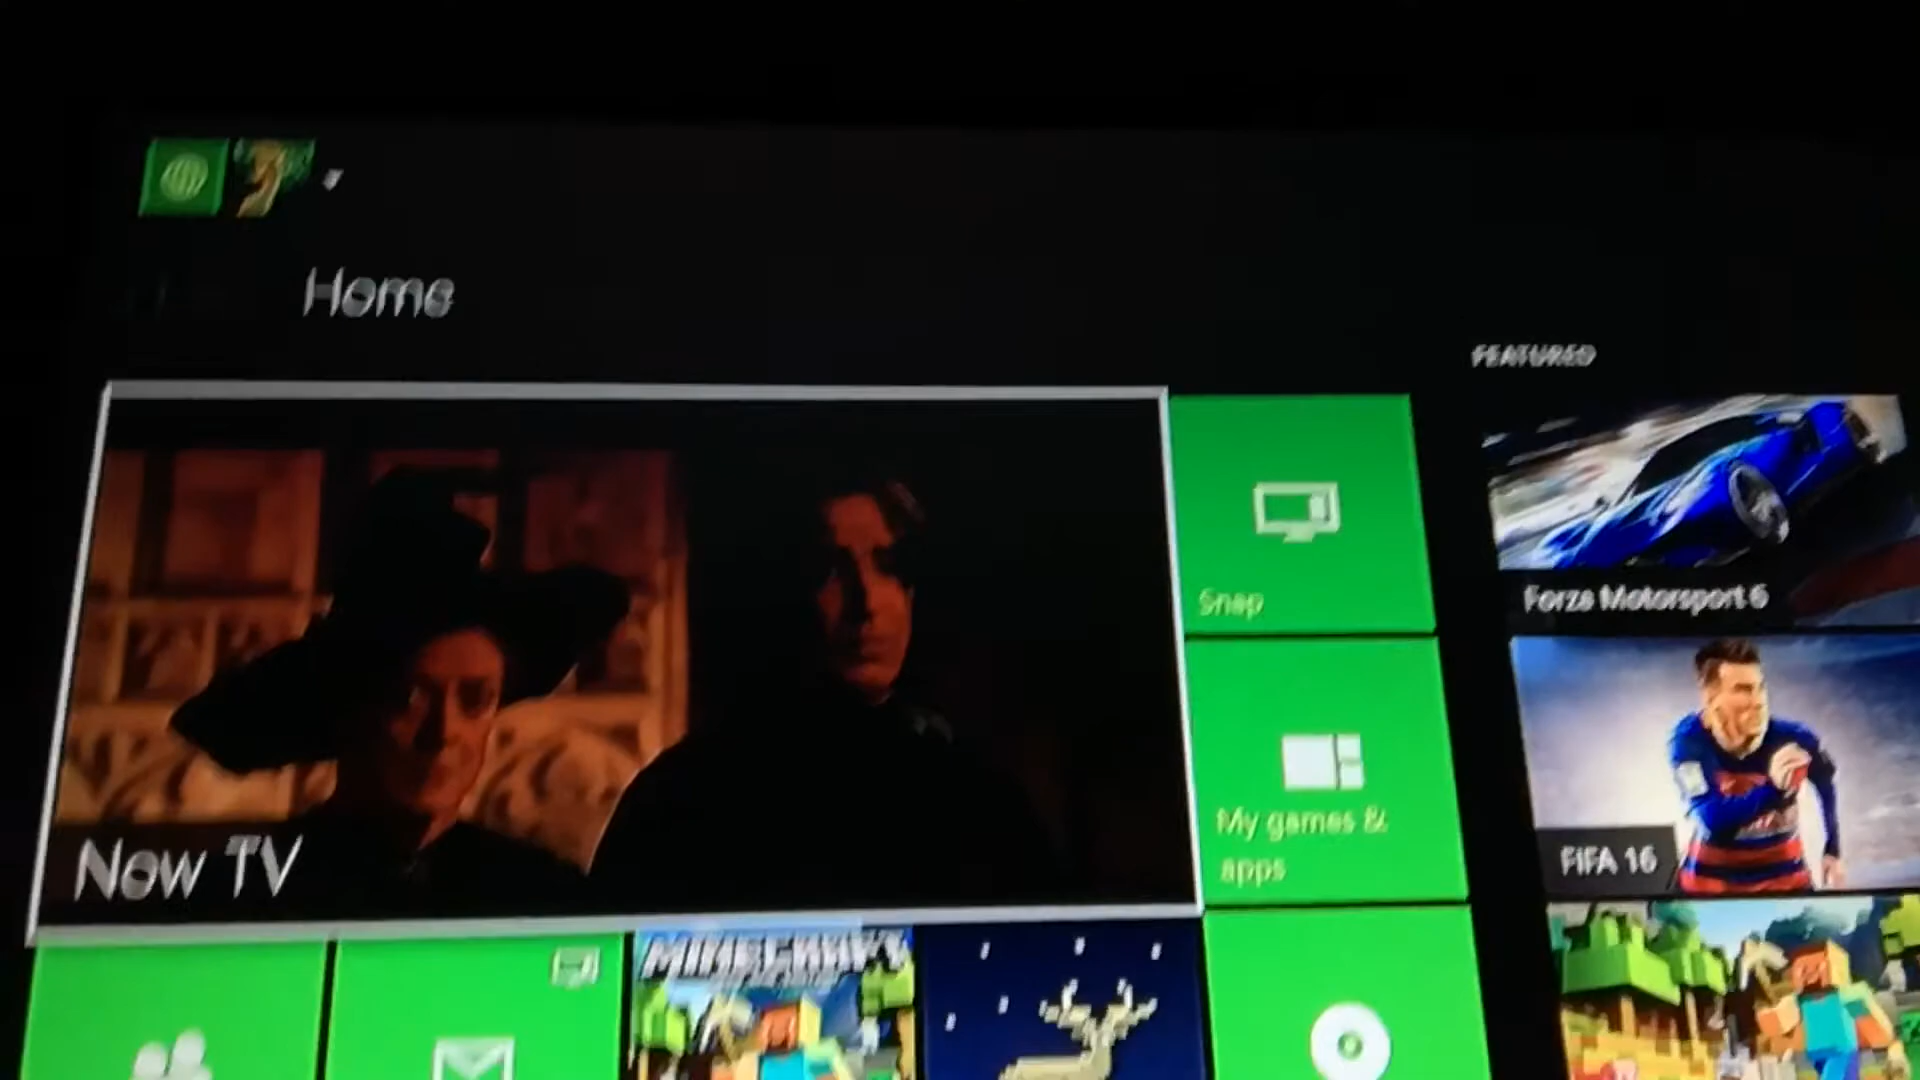 Home
FEATURED
Snap
Forza Motorsport 6
My games &
apps
Now TV
FIFA 16
MINECRAFT